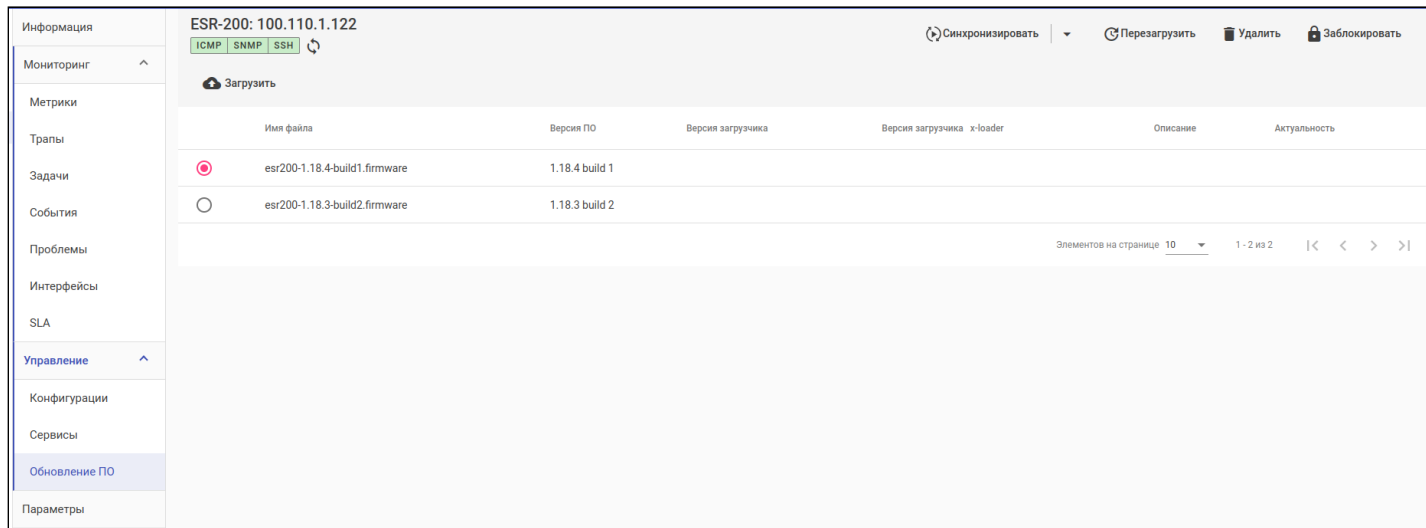 Информация
Мониторинг
Метрики
Трапы
Задачи
События
Проблемы
Интерфейсы
SLA
Управление
Конфигурации
Сервисы
Обновление ПО
Параметры
ESR-200: 100.110.1.122
ICMP SNMP SSH
Синхронизировать Перезагрузить Удалить Заблокировать
Загрузить
Имя файла Версия ПО Версия загрузчика Версия загрузчика x-loader Описание Актуальность
esr200-1.18.4-build1.firmware 1.18.4 build 1
esr200-1.18.3-build2.firmware 1.18.3 build 2
Элементов на странице 10 1 - 2 из 2